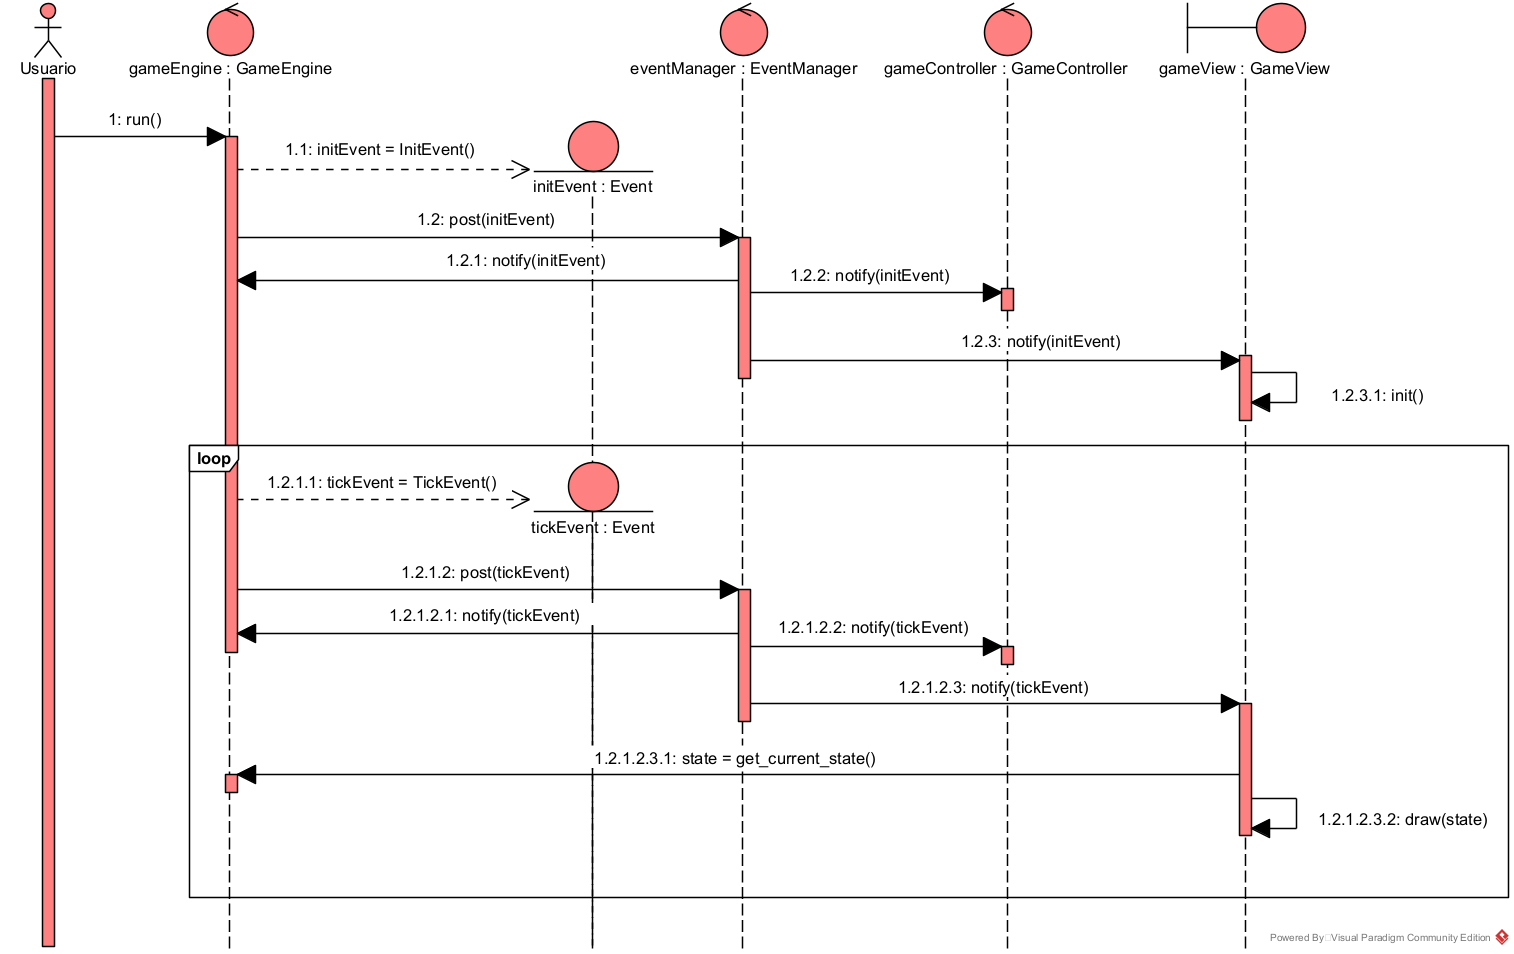 Usuario
gameEngine : GameEngine
eventManager : EventManager
gameController : GameController
gameView : GameView
1: run()
1.1: initEvent = InitEvent()
initEvent : Event
1.2: post(initEvent)
1.2.1: notify(initEvent)
1.2.2: notify(initEvent)
1.2.3: notify(initEvent)
1.2.3.1: init()
loop
1.2.1.1: tickEvent = TickEvent()
tickEvent : Event
1.2.1.2: post(tickEvent)
1.2.1.2.1: notify(tickEvent)
1.2.1.2.2: notify(tickEvent)
1.2.1.2.3: notify(tickEvent)
1.2.1.2.3.1: state = get_current_state()
1.2.1.2.3.2: draw(state)
Powered By Visual Paradigm Community Edition